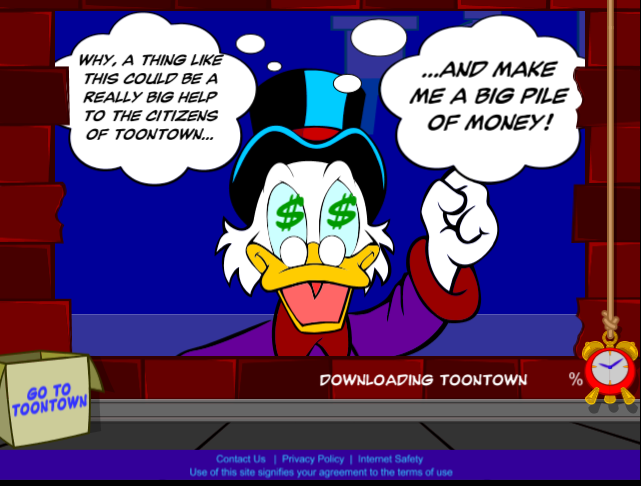 WHY, A THING LIKE
THIS COULD BE A
REALLY BIG HELP
TO THE CITIZENS
OF TOONTOWN...
...AND MAKE
ME A BIG PILE
OF MONEY!
$ $
DOWNLOADING TOONTOWN %
GO TO
TOONTOWN
Contact Us | Privacy Policy | Internet Safety
Use of this site signifies your agreement to the terms of use